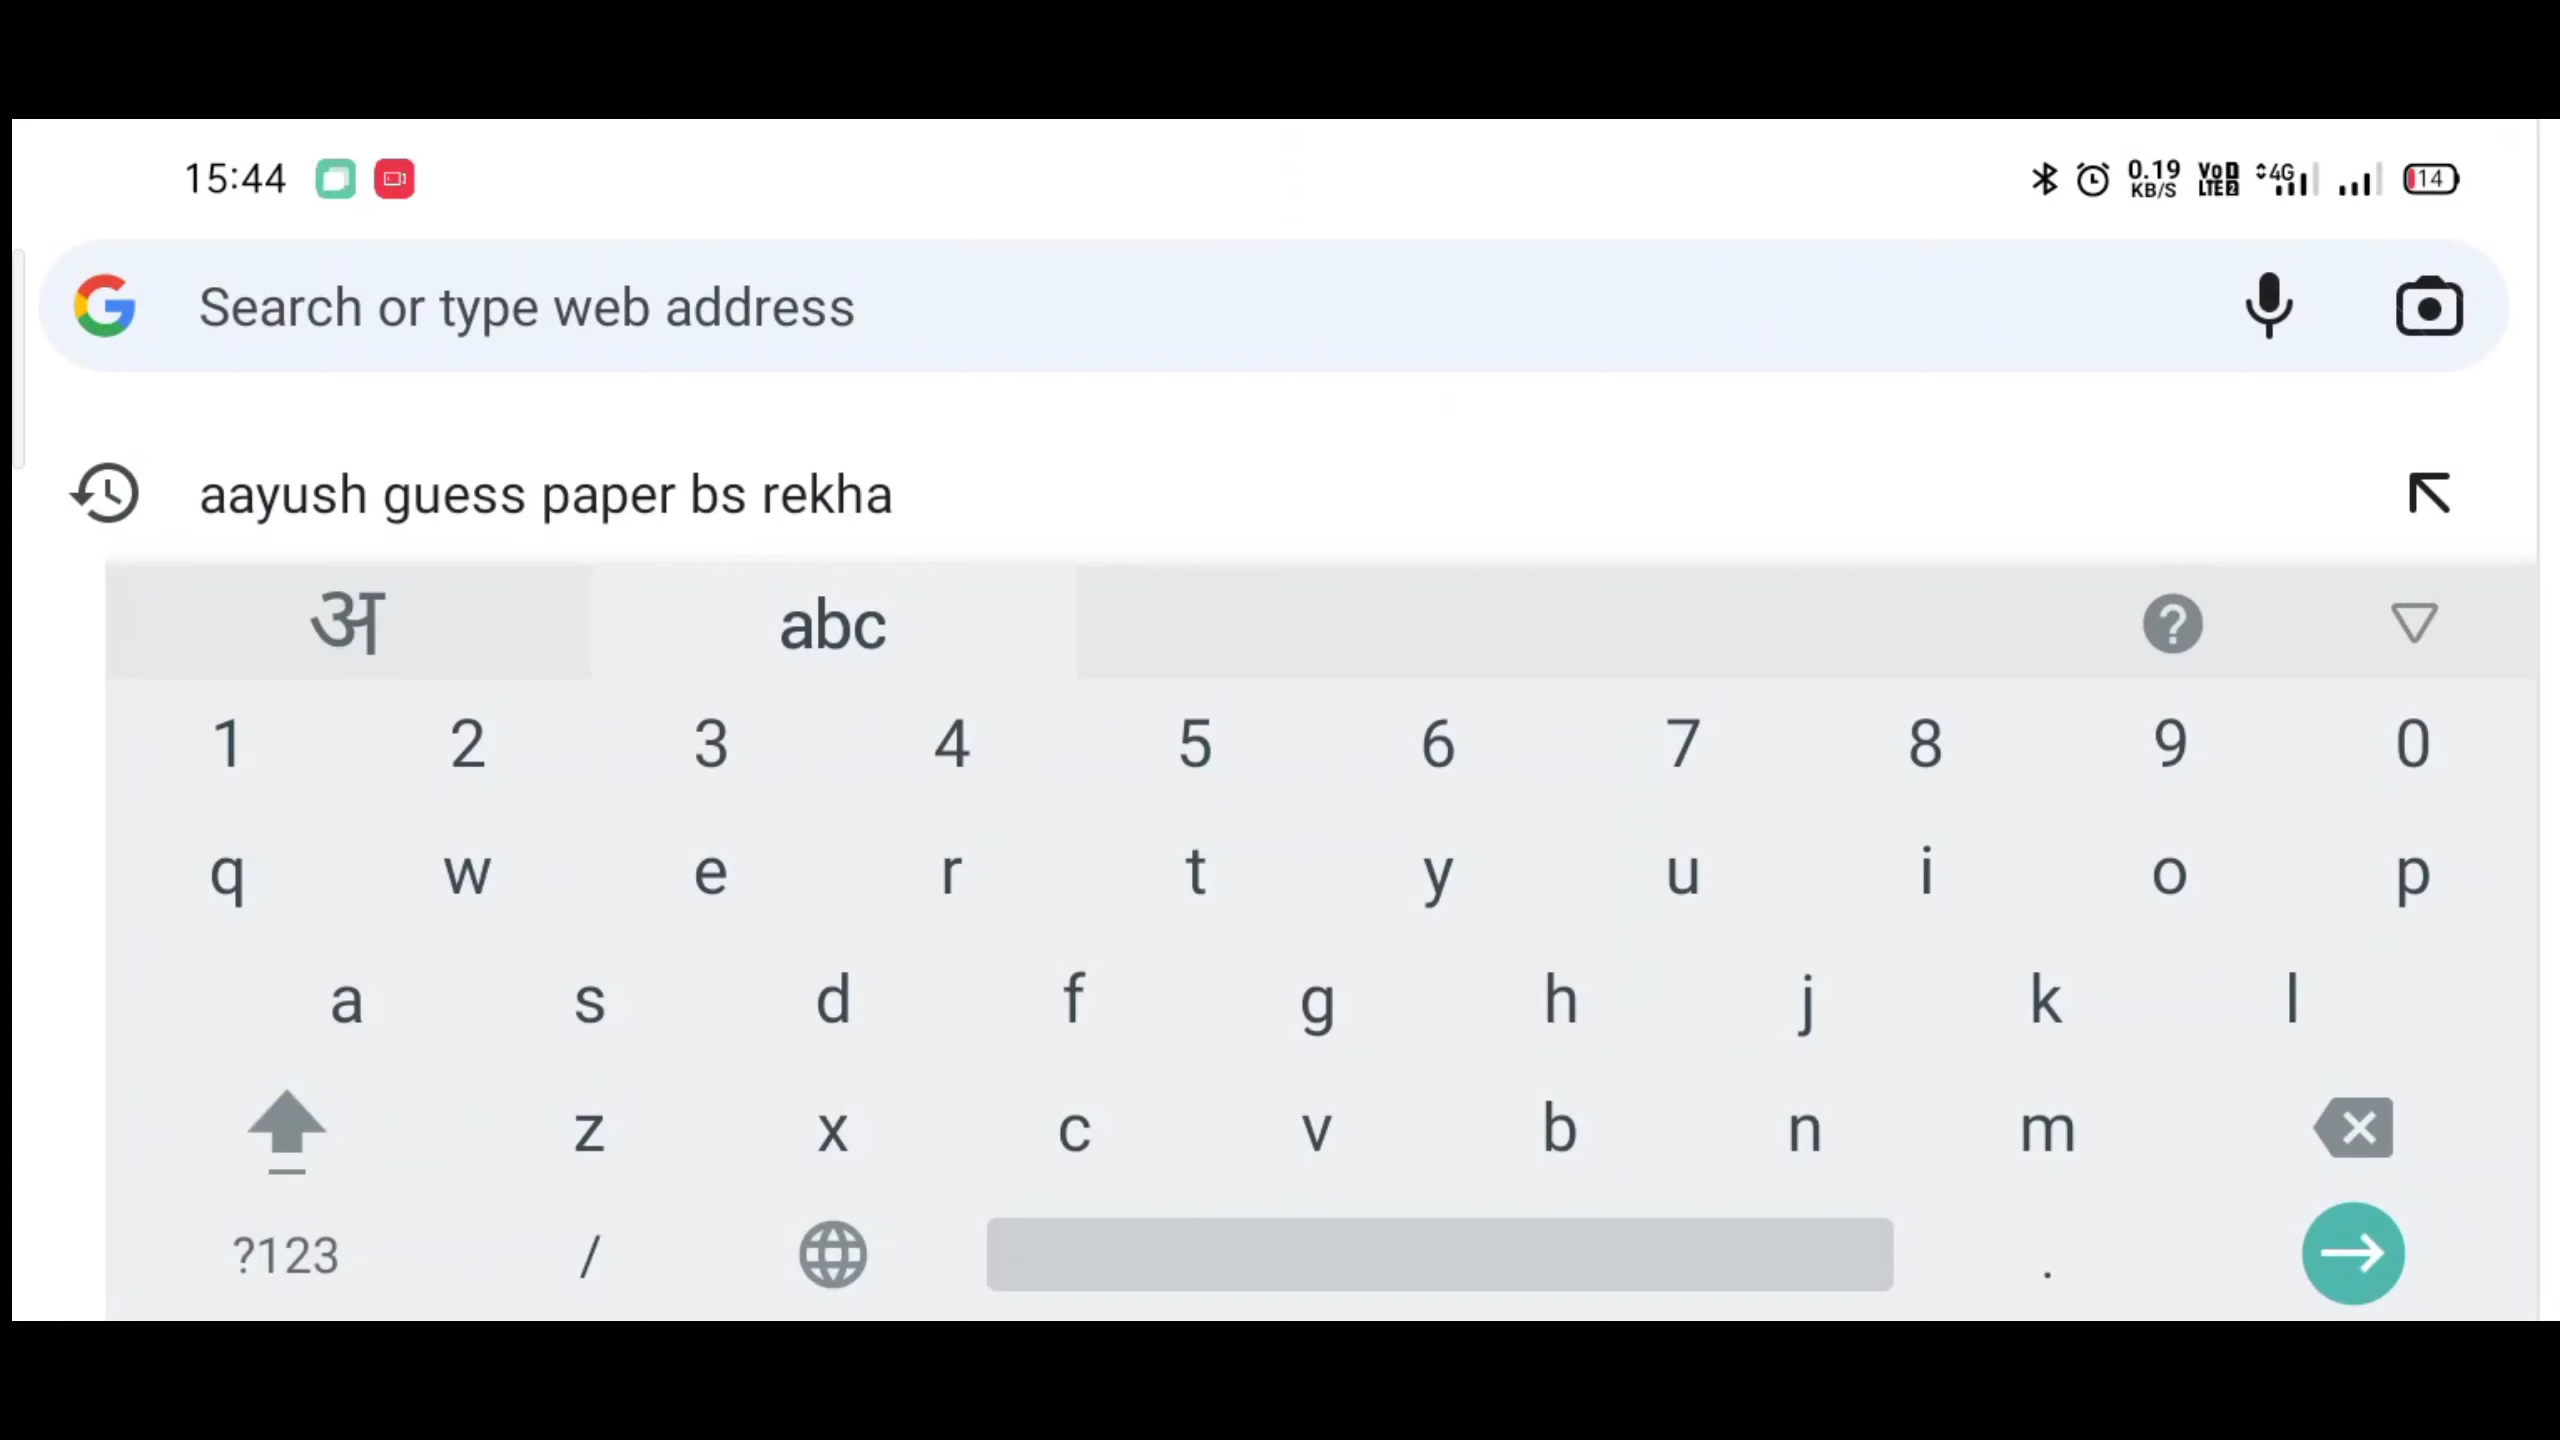 15:44 0.19 KB/S VoD LTE2 4G 14
Search or type web address
aayush guess paper bs rekha
अ abc ?
1 2 3 4 5 6 7 8 9 0
q w e r t y u i o p
a s d f g h j k l
z x c v b n m
?123 / .